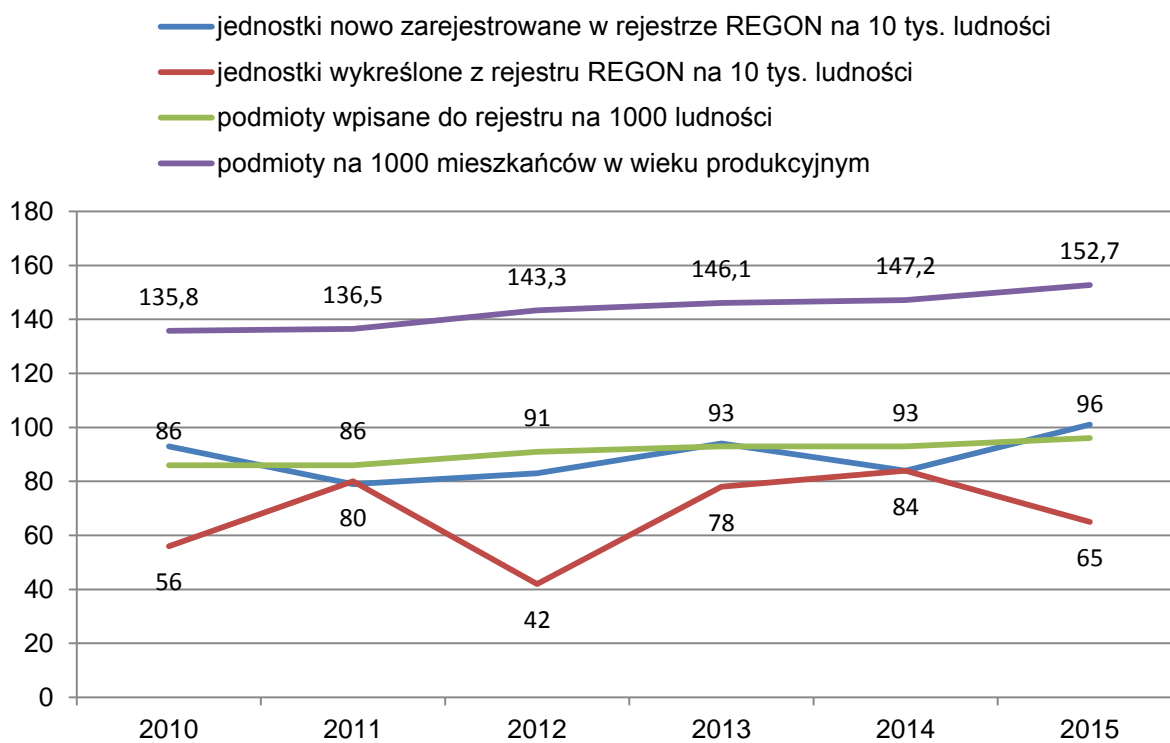 jednostki nowo zarejestrowane w rejestrze REGON na 10 tys. ludności
jednostki wykreślone z rejestru REGON na 10 tys. ludności
podmioty wpisane do rejestru na 1000 ludności
podmioty na 1000 mieszkańców w wieku produkcyjnym
180
160
140
120
100
80
60
40
20
0
135,8 136,5 143,3 146,1 147,2 152,7
86 86 91 93 93 96
56 80 42 78 84 65
2010 2011 2012 2013 2014 2015